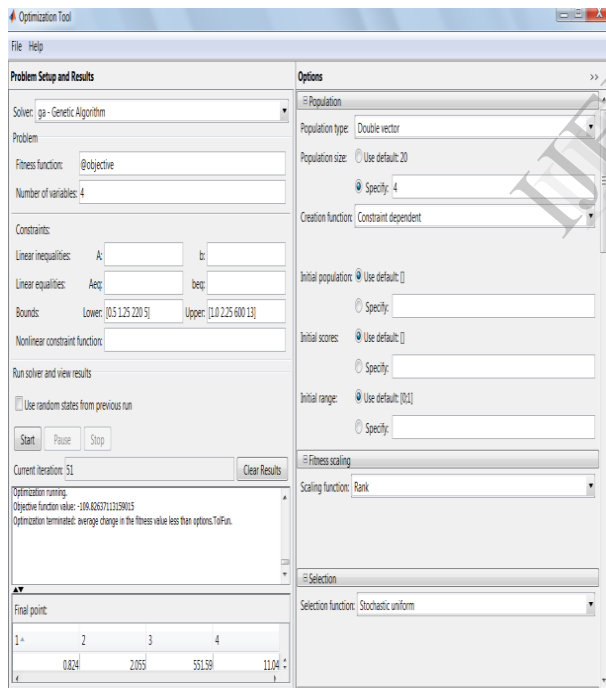 Optimization Tool
File Help
Problem Setup and Results
Solver: ga - Genetic Algorithm
Problem
Fitness function: @objective
Number of variables: 4
Constraints:
Linear inequalities: A: b:
Linear equalities: Aeq: beq:
Bounds: Lower: [0.5 1.25 220 5] Upper: [1.0 2.25 600 13]
Nonlinear constraint function:
Run solver and view results
Use random states from previous run
Start Pause Stop
Current iteration: 51 Clear Results
Optimization running.
Objective function value: -109.82637113159015
Optimization terminated: average change in the fitness value less than options.TolFun.
Final point:
1 2 3 4
0.824 2.055 551.59 11.04
Options >>
Population
Population type: Double vector
Population size: Use default: 20
Specify: 4
Creation function: Constraint dependent
Initial population: Use default: []
Specify:
Initial scores: Use default: []
Specify:
Initial range: Use default: [0;1]
Specify:
Fitness scaling
Scaling function: Rank
Selection
Selection function: Stochastic uniform